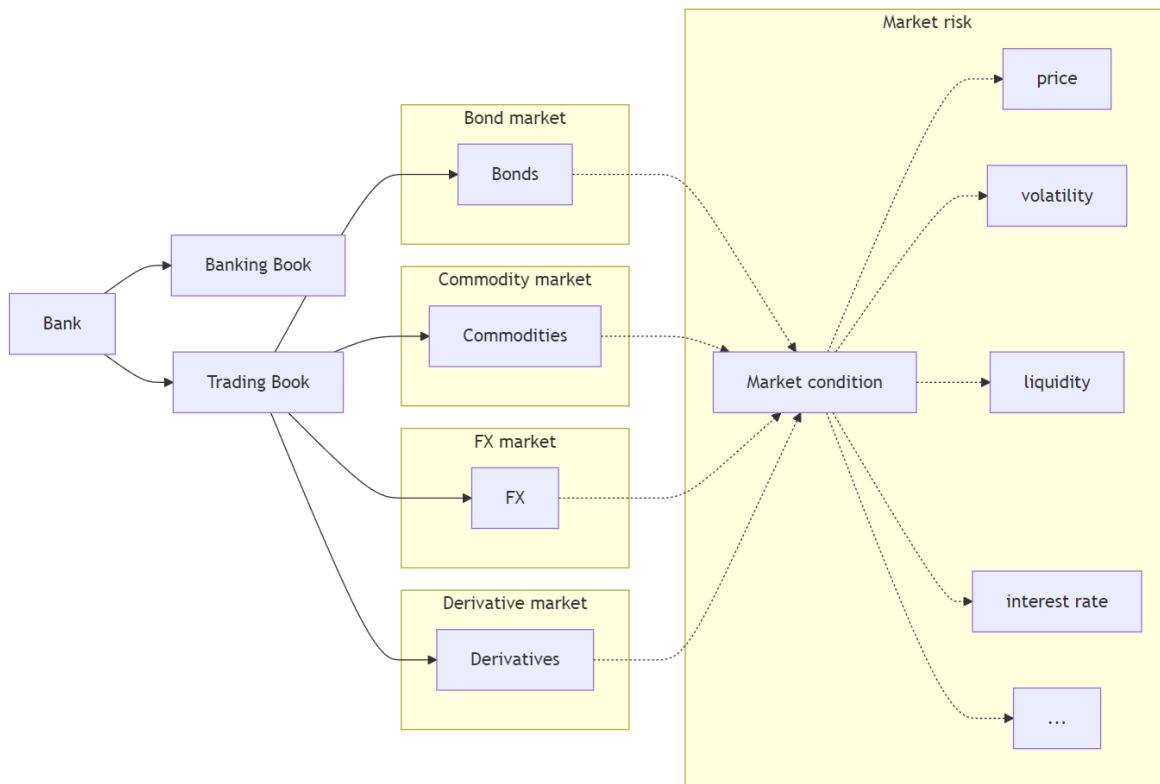 Market risk
price
Bond market
Bonds
volatility
Banking Book
Commodity market
Bank
Commodities
Trading Book
Market condition
liquidity
FX market
FX
Derivative market
interest rate
Derivatives
...